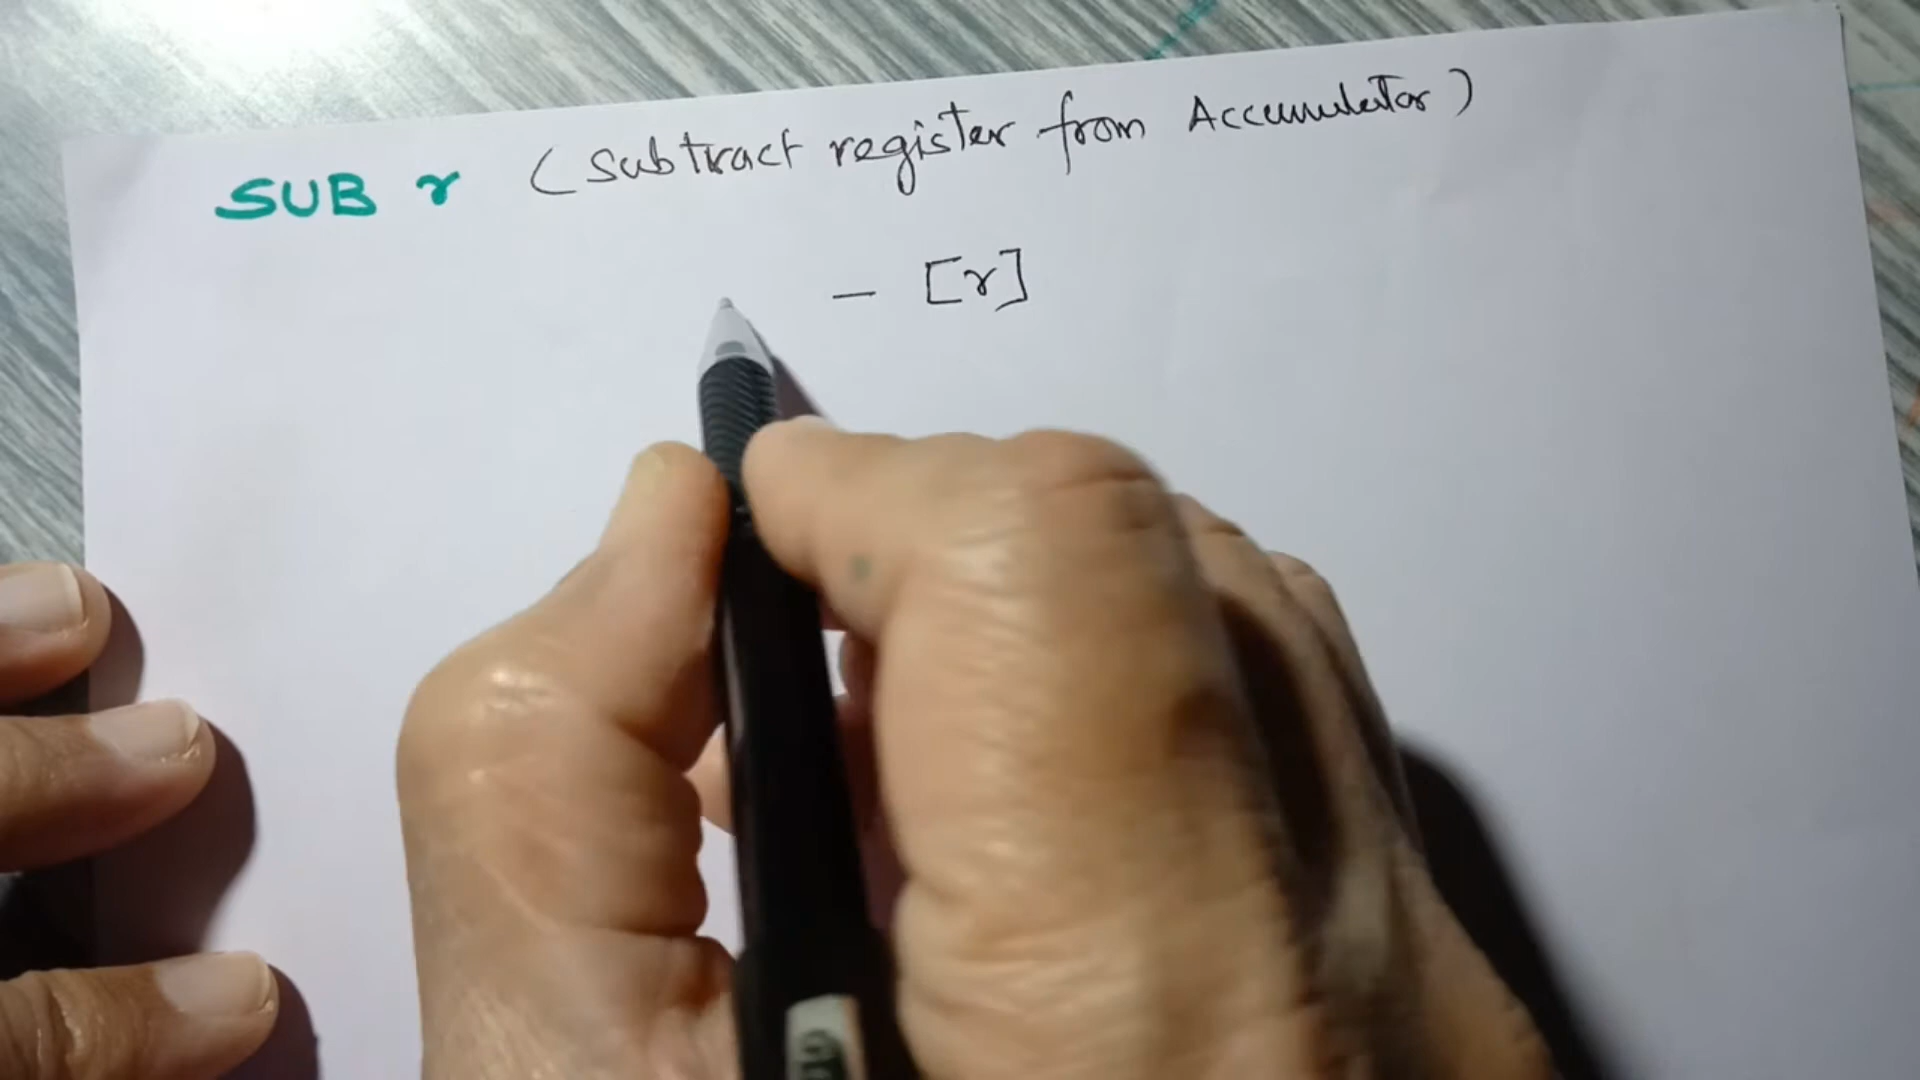 SUB r (Subtract register from Accumulator)
– [r]